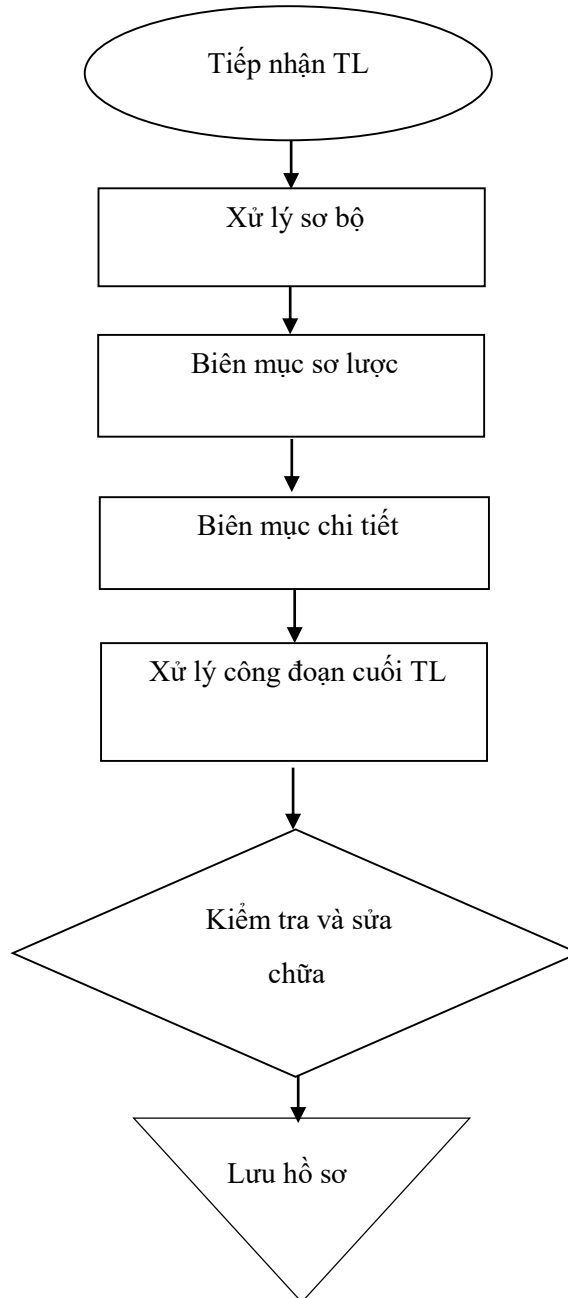 Tiếp nhận TL
Xử lý sơ bộ
Biên mục sơ lược
Biên mục chi tiết
Xử lý công đoạn cuối TL
Kiểm tra và sửa
chữa
Lưu hồ sơ